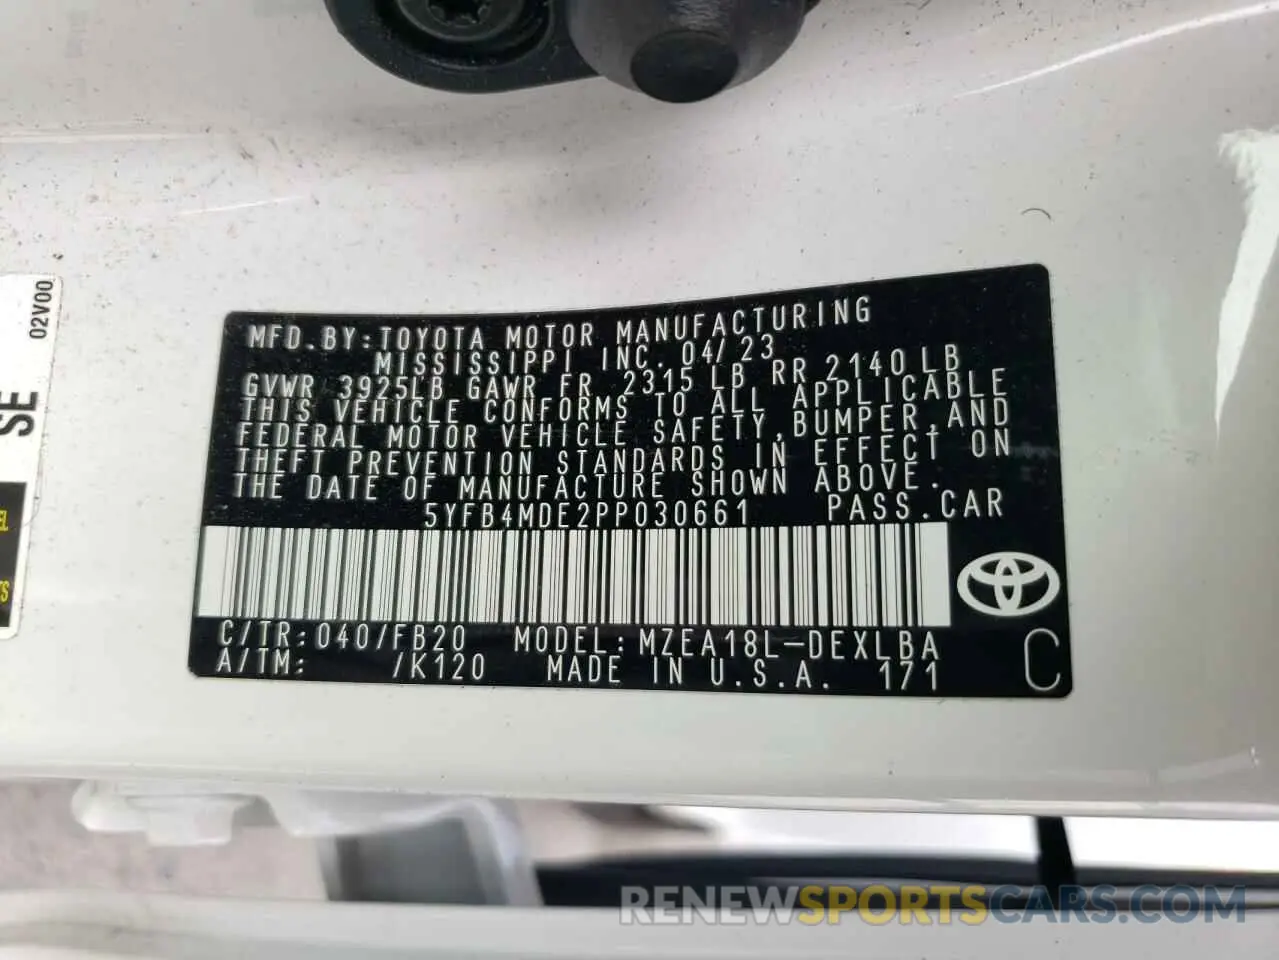 MFD.BY:TOYOTA MOTOR MANUFACTURING
MISSISSIPPI INC. 04/23
GVWR 3925LB GAWR FR 2315 LB RR 2140 LB
THIS VEHICLE CONFORMS TO ALL APPLICABLE
FEDERAL MOTOR VEHICLE SAFETY,BUMPER,AND
THEFT PREVENTION STANDARDS IN EFFECT ON
THE DATE OF MANUFACTURE SHOWN ABOVE.
5YFB4MDE2PP030661 PASS.CAR
C/TR:040/FB20 MODEL:MZEA18L-DEXLBA
A/TM: /K120 MADE IN U.S.A. 171
C
02V00
SE
RENEWSPORTSCARS.COM